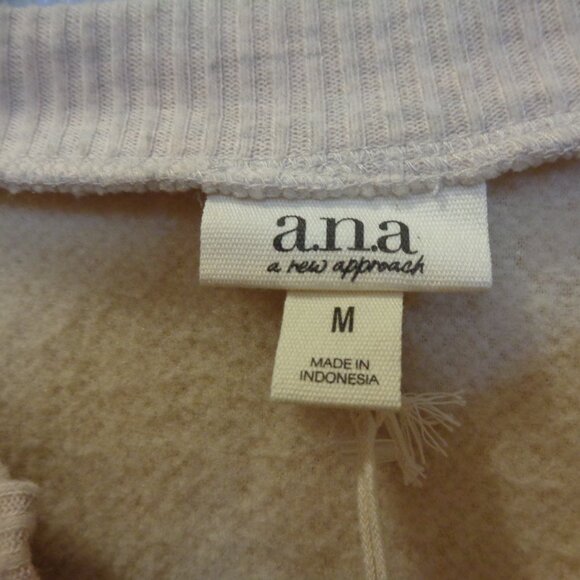 a.n.a
a new approach
M
MADE IN
INDONESIA